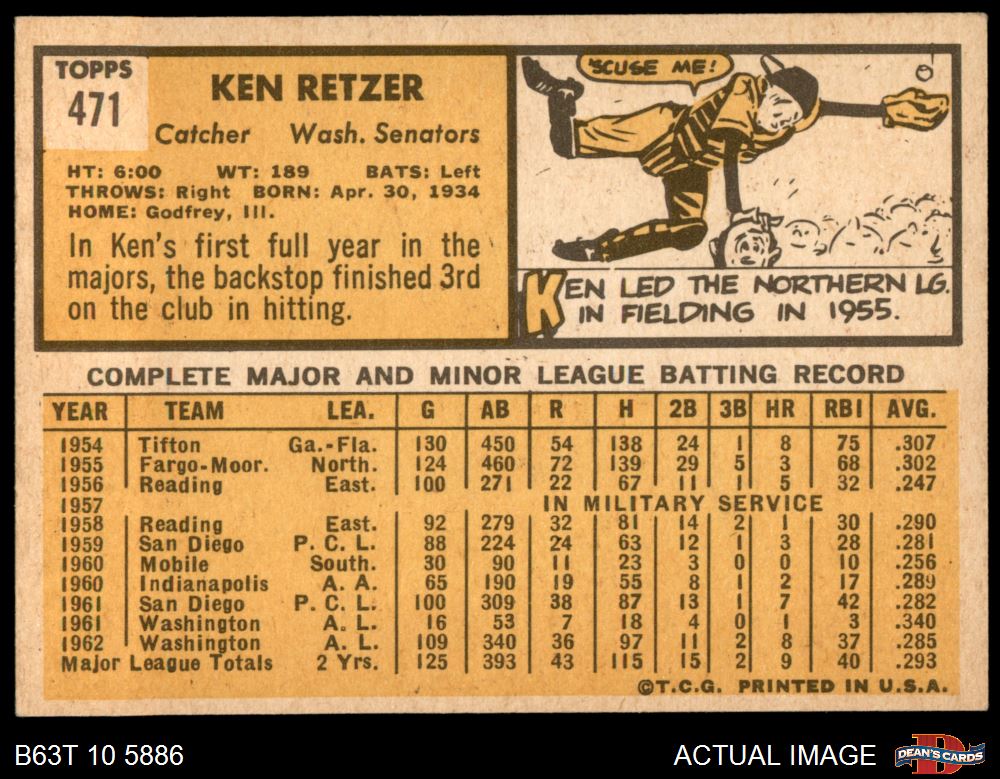 TOPPS
471
KEN RETZER
Catcher Wash. Senators
HT: 6:00 WT: 189 BATS: Left
THROWS: Right BORN: Apr. 30, 1934
HOME: Godfrey, Ill.
In Ken's first full year in the
majors, the backstop finished 3rd
on the club in hitting.
'SCUSE ME!
KEN LED THE NORTHERN LG.
IN FIELDING IN 1955.
COMPLETE MAJOR AND MINOR LEAGUE BATTING RECORD
YEAR TEAM LEA. G AB R H 2B 3B HR RBI AVG.
1954 Tifton Ga.-Fla. 130 450 54 138 24 1 8 75 .307
1955 Fargo-Moor. North. 124 460 72 139 29 5 3 68 .302
1956 Reading East. 100 271 22 67 11 1 5 32 .247
1957 IN MILITARY SERVICE
1958 Reading East. 92 279 32 81 14 2 1 30 .290
1959 San Diego P. C. L. 88 224 24 63 12 1 3 28 .281
1960 Mobile South. 30 90 11 23 3 0 0 10 .256
1960 Indianapolis A. A. 65 190 19 55 8 1 2 17 .289
1961 San Diego P. C. L. 100 309 38 87 13 1 7 42 .282
1961 Washington A. L. 16 53 7 18 4 0 1 3 .340
1962 Washington A. L. 109 340 36 97 11 2 8 37 .285
Major League Totals 2 Yrs. 125 393 43 115 15 2 9 40 .293
©T.C.G. PRINTED IN U.S.A.
B63T 10 5886
ACTUAL IMAGE
DEAN'S CARDS